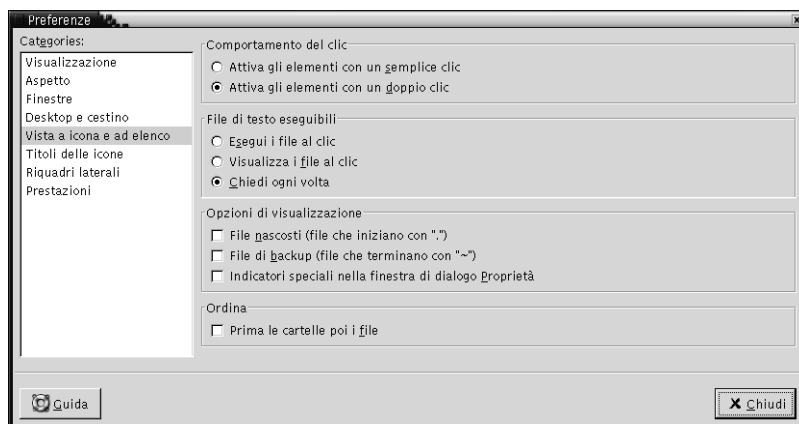 Preferenze
Categories:
Visualizzazione
Aspetto
Finestre
Desktop e cestino
Vista a icona e ad elenco
Titoli delle icone
Riquadri laterali
Prestazioni
Comportamento del clic
Attiva gli elementi con un semplice clic
Attiva gli elementi con un doppio clic
File di testo eseguibili
Esegui i file al clic
Visualizza i file al clic
Chiedi ogni volta
Opzioni di visualizzazione
File nascosti (file che iniziano con ".")
File di backup (file che terminano con "~")
Indicatori speciali nella finestra di dialogo Proprietà
Ordina
Prima le cartelle poi i file
Guida
Chiudi